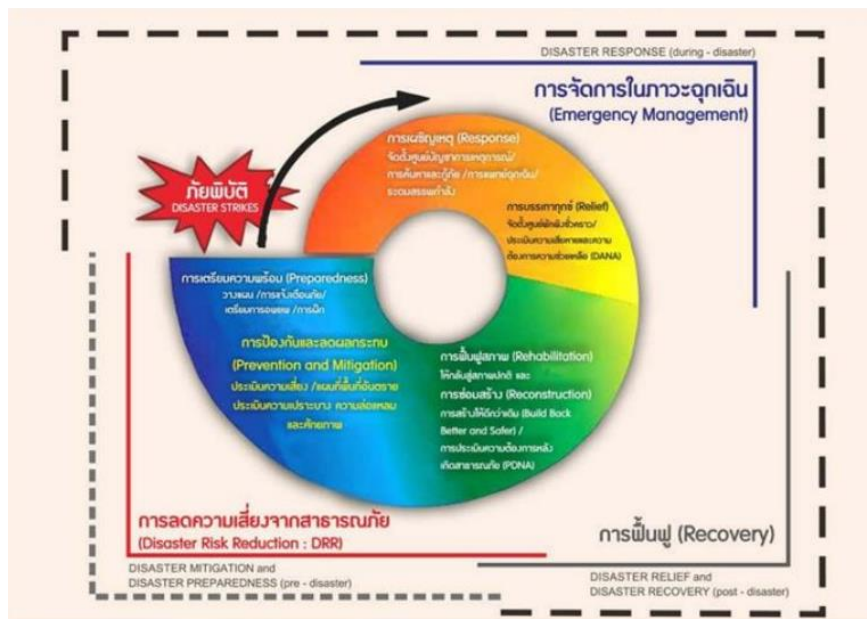 DISASTER RESPONSE (during - disaster)
การจัดการในภาวะฉุกเฉิน
(Emergency Management)
ภัยพิบัติ
DISASTER STRIKES
การเผชิญเหตุ (Response)
จัดตั้งศูนย์บัญชาการเหตุการณ์/
การค้นหาและกู้ภัย /การแพทย์ฉุกเฉิน/
ระดมสรรพกำลัง
การบรรเทาทุกข์ (Relief)
จัดตั้งศูนย์พักพิงชั่วคราว/
ประเมินความเสียหายและความ
ต้องการความช่วยเหลือ (DANA)
การเตรียมความพร้อม (Preparedness)
วางแผน /การแจ้งเตือนภัย/
เตรียมการอพยพ /การฝึก
การป้องกันและลดผลกระทบ
(Prevention and Mitigation)
ประเมินความเสี่ยง /แผนที่พื้นที่อันตราย
ประเมินความเปราะบาง ความล่อแหลม
และศักยภาพ
การฟื้นฟูสภาพ (Rehabilitation)
ให้กลับสู่สภาพปกติ และ
การซ่อมสร้าง (Reconstruction)
การสร้างให้ดีกว่าเดิม (Build Back
Better and Safer) /
การประเมินความต้องการหลัง
เกิดสาธารณภัย (PDNA)
การลดความเสี่ยงจากสาธารณภัย
(Disaster Risk Reduction : DRR)
DISASTER MITIGATION and
DISASTER PREPAREDNESS (pre - disaster)
การฟื้นฟู (Recovery)
DISASTER RELIEF and
DISASTER RECOVERY (post - disaster)